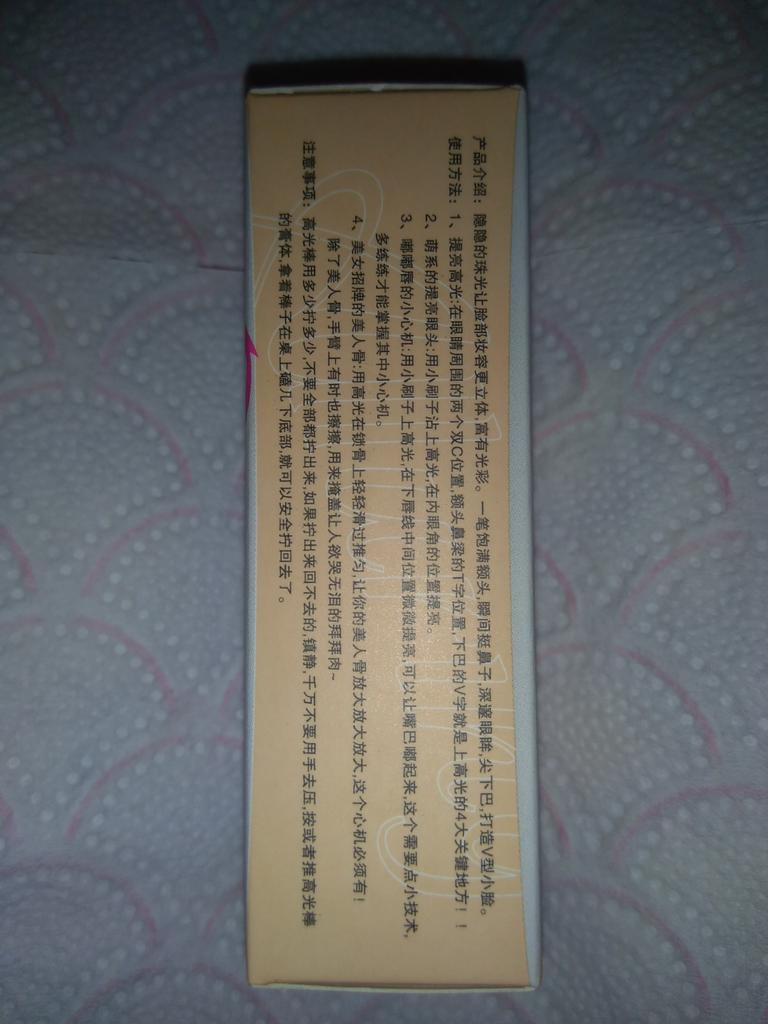 产品介绍：隐隐的珠光让脸部妆容更立体,富有光彩。一笔饱满额头,瞬间挺鼻子,深邃眼眸,尖下巴,打造V型小脸。
使用方法：1、提亮高光:在眼睛周围的两个双C位置,额头鼻梁的T字位置,下巴的V字就是上高光的4大关键地方！！
2、萌系的提亮眼头:用小刷子沾上高光,在内眼角的位置提亮。
3、嘟嘟唇的小心机:用小刷子上高光,在下唇线中间位置微微提亮,可以让嘴巴嘟起来,这个需要点小技术,
多练练才能掌握其中小心机。
4、美女招牌的美人骨:用高光在锁骨上轻轻滑过推匀,让你的美人骨放大放大放大,这个心机必须有！
除了美人骨,手臂上有时也擦擦,用来掩盖让人欲哭无泪的拜拜肉~
注意事项：高光棒用多少拧多少,不要全部都拧出来,如果拧出来回不去的,镇静,千万不要用手去压,按或者推高光棒
的膏体,拿着棒子在桌上磕几下底部,就可以安全拧回去了。